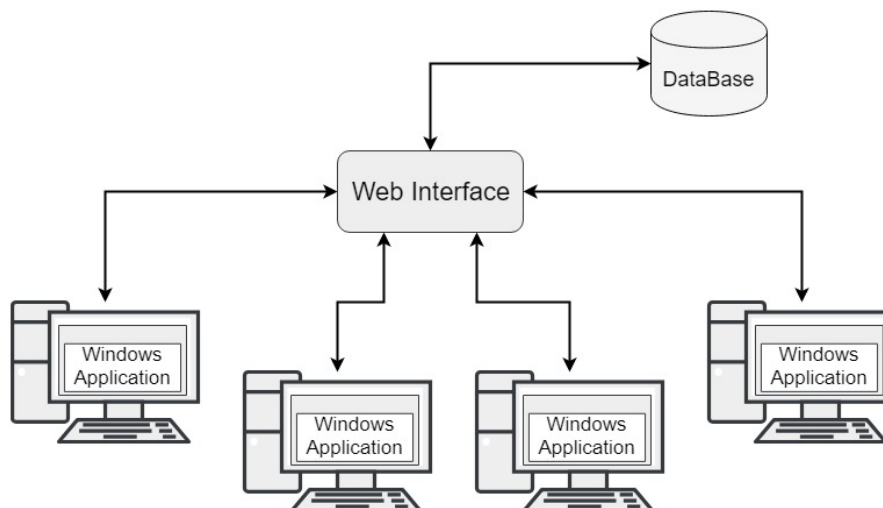 DataBase
Web Interface
Windows
Application
Windows
Application
Windows
Application
Windows
Application